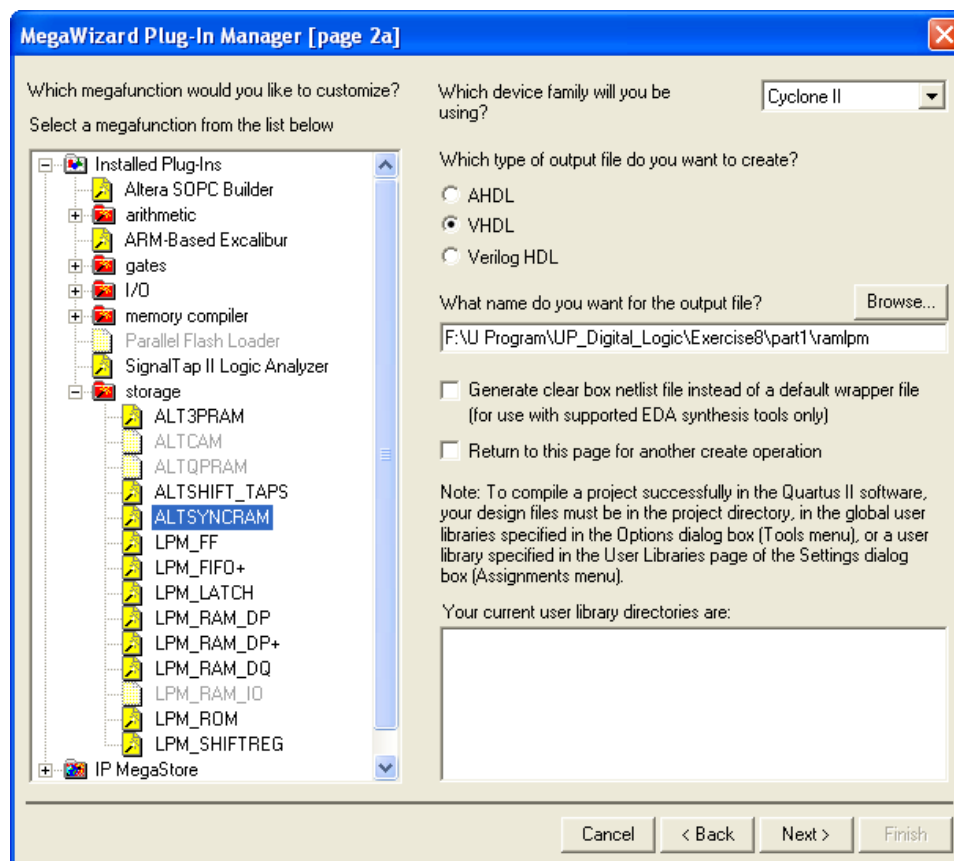 MegaWizard Plug-In Manager [page 2a]
Which megafunction would you like to customize?
Select a megafunction from the list below
Installed Plug-Ins
Altera SOPC Builder
arithmetic
ARM-Based Excalibur
gates
I/O
memory compiler
Parallel Flash Loader
SignalTap II Logic Analyzer
storage
ALT3PRAM
ALTCAM
ALTQPRAM
ALTSHIFT_TAPS
ALTSYNCRAM
LPM_FF
LPM_FIFO+
LPM_LATCH
LPM_RAM_DP
LPM_RAM_DP+
LPM_RAM_DQ
LPM_RAM_IO
LPM_ROM
LPM_SHIFTREG
IP MegaStore
Which device family will you be
using?
Cyclone II
Which type of output file do you want to create?
AHDL
VHDL
Verilog HDL
What name do you want for the output file?
Browse...
F:\U Program\UP_Digital_Logic\Exercise8\part1\ramlpm
Generate clear box netlist file instead of a default wrapper file
(for use with supported EDA synthesis tools only)
Return to this page for another create operation
Note: To compile a project successfully in the Quartus II software,
your design files must be in the project directory, in the global user
libraries specified in the Options dialog box (Tools menu), or a user
library specified in the User Libraries page of the Settings dialog
box (Assignments menu).
Your current user library directories are:
Cancel
< Back
Next >
Finish